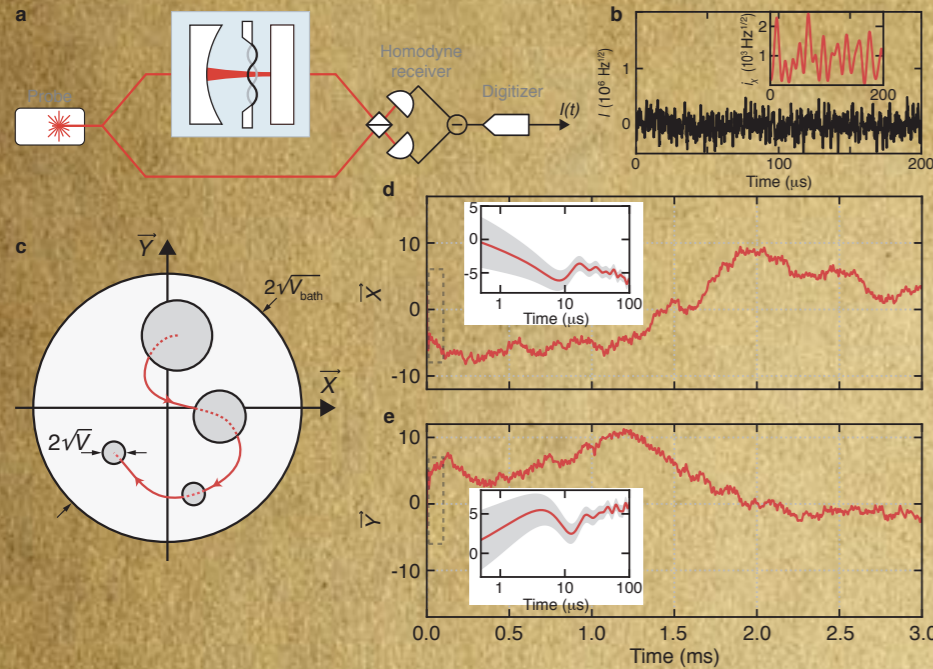 a
Probe
Homodyne
receiver
Digitizer
I(t)
b
I (10⁶ Hz^1/2)
1
0
0
100
200
Time (μs)
i_X (10³ Hz^1/2)
2
1
0
0
200
c
Y
X
2√V_bath
2√V
d
X
10
0
-10
5
0
-5
1
10
100
Time (μs)
e
Y
10
0
-10
5
0
1
10
100
Time (μs)
0.0
0.5
1.0
1.5
2.0
2.5
3.0
Time (ms)